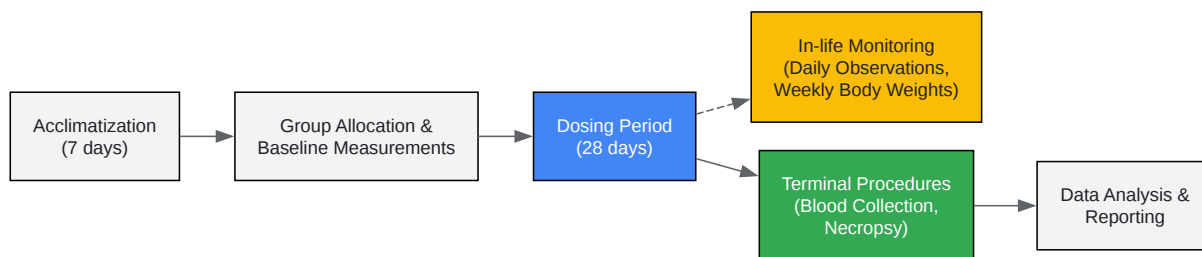 Acclimatization
(7 days)
Group Allocation &
Baseline Measurements
Dosing Period
(28 days)
In-life Monitoring
(Daily Observations,
Weekly Body Weights)
Terminal Procedures
(Blood Collection,
Necropsy)
Data Analysis &
Reporting